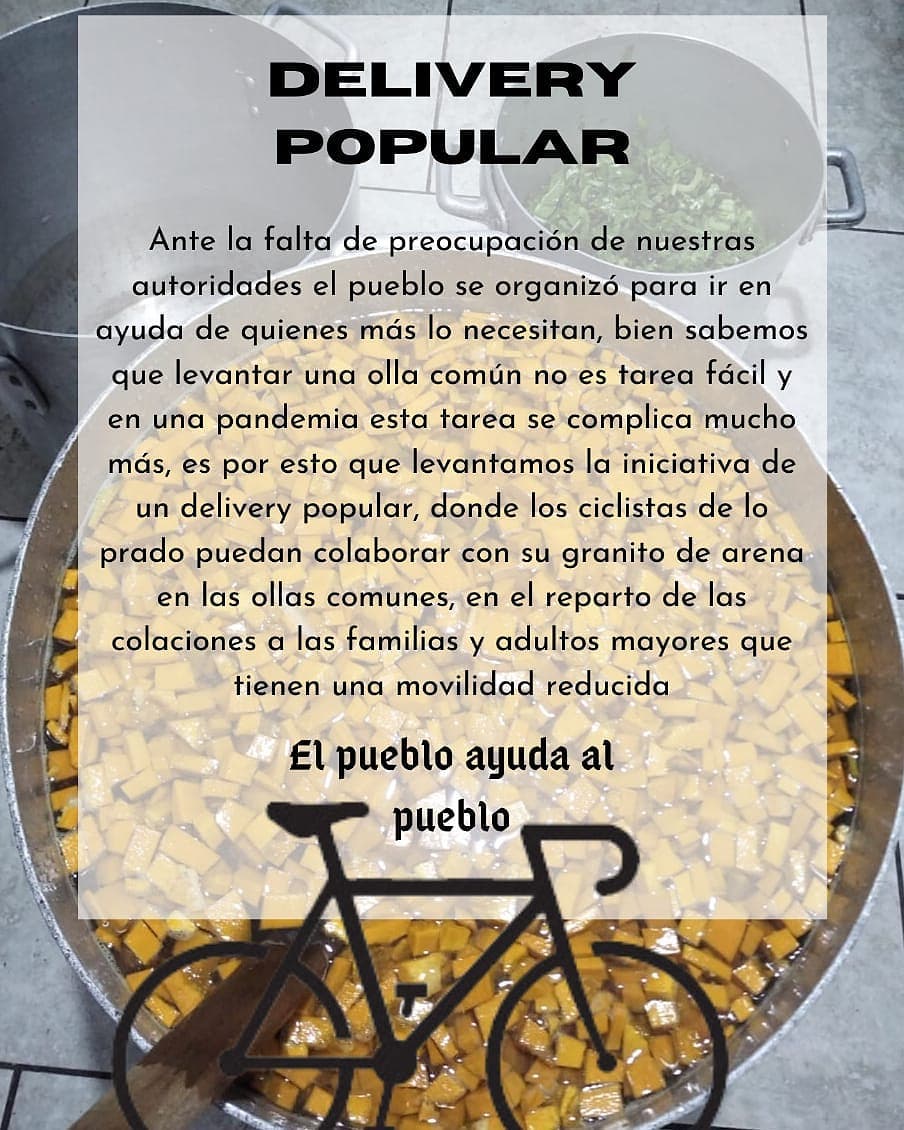 DELIVERY
POPULAR
Ante la falta de preocupación de nuestras
autoridades el pueblo se organizó para ir en
ayuda de quienes más lo necesitan, bien sabemos
que levantar una olla común no es tarea fácil y
en una pandemia esta tarea se complica mucho
más, es por esto que levantamos la iniciativa de
un delivery popular, donde los ciclistas de lo
prado puedan colaborar con su granito de arena
en las ollas comunes, en el reparto de las
colaciones a las familias y adultos mayores que
tienen una movilidad reducida
El pueblo ayuda al
pueblo